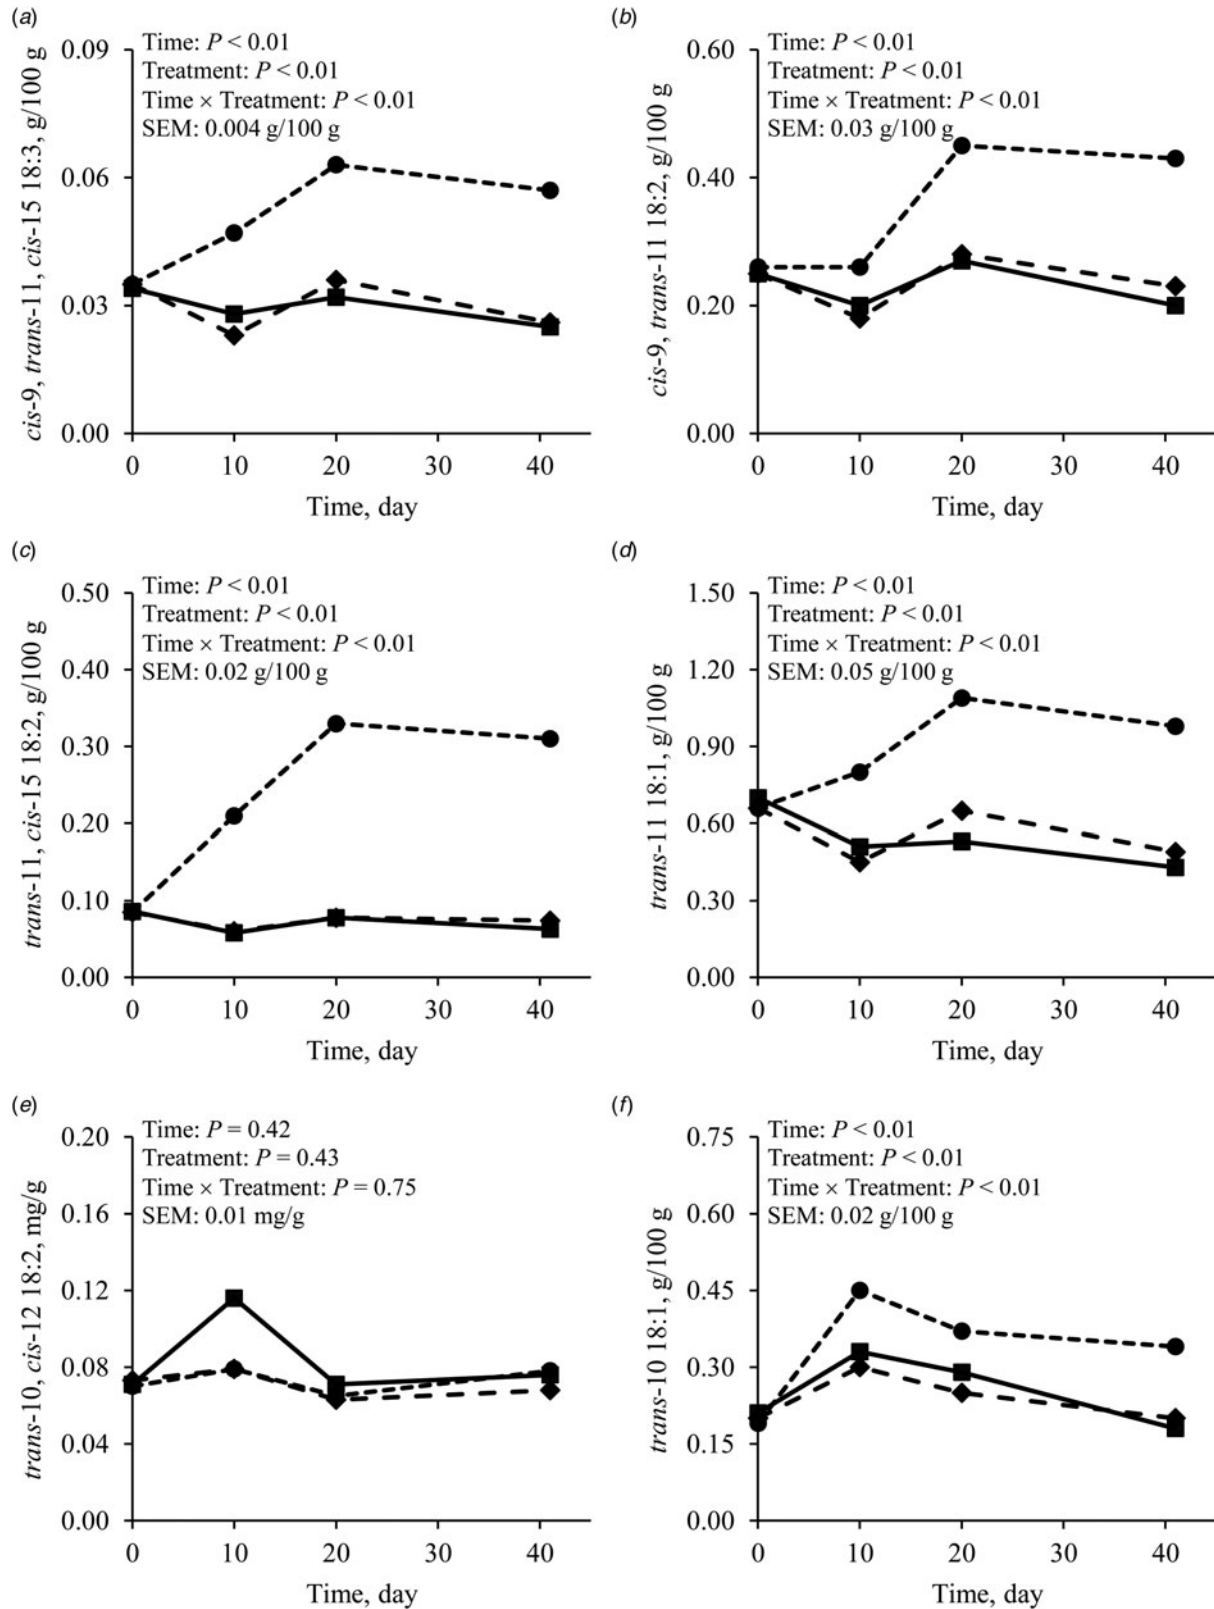 (a)
cis-9, trans-11, cis-15 18:3, g/100 g
Time: P < 0.01
Treatment: P < 0.01
Time × Treatment: P < 0.01
SEM: 0.004 g/100 g
0.09
0.06
0.03
0.00
0 10 20 30 40
Time, day
(b)
cis-9, trans-11 18:2, g/100 g
Time: P < 0.01
Treatment: P < 0.01
Time × Treatment: P < 0.01
SEM: 0.03 g/100 g
0.60
0.40
0.20
0.00
0 10 20 30 40
Time, day
(c)
trans-11, cis-15 18:2, g/100 g
Time: P < 0.01
Treatment: P < 0.01
Time × Treatment: P < 0.01
SEM: 0.02 g/100 g
0.50
0.40
0.30
0.20
0.10
0.00
0 10 20 30 40
Time, day
(d)
trans-11 18:1, g/100 g
Time: P < 0.01
Treatment: P < 0.01
Time × Treatment: P < 0.01
SEM: 0.05 g/100 g
1.50
1.20
0.90
0.60
0.30
0.00
0 10 20 30 40
Time, day
(e)
trans-10, cis-12 18:2, mg/g
Time: P = 0.42
Treatment: P = 0.43
Time × Treatment: P = 0.75
SEM: 0.01 mg/g
0.20
0.16
0.12
0.08
0.04
0.00
0 10 20 30 40
Time, day
(f)
trans-10 18:1, g/100 g
Time: P < 0.01
Treatment: P < 0.01
Time × Treatment: P < 0.01
SEM: 0.02 g/100 g
0.75
0.60
0.45
0.30
0.15
0.00
0 10 20 30 40
Time, day